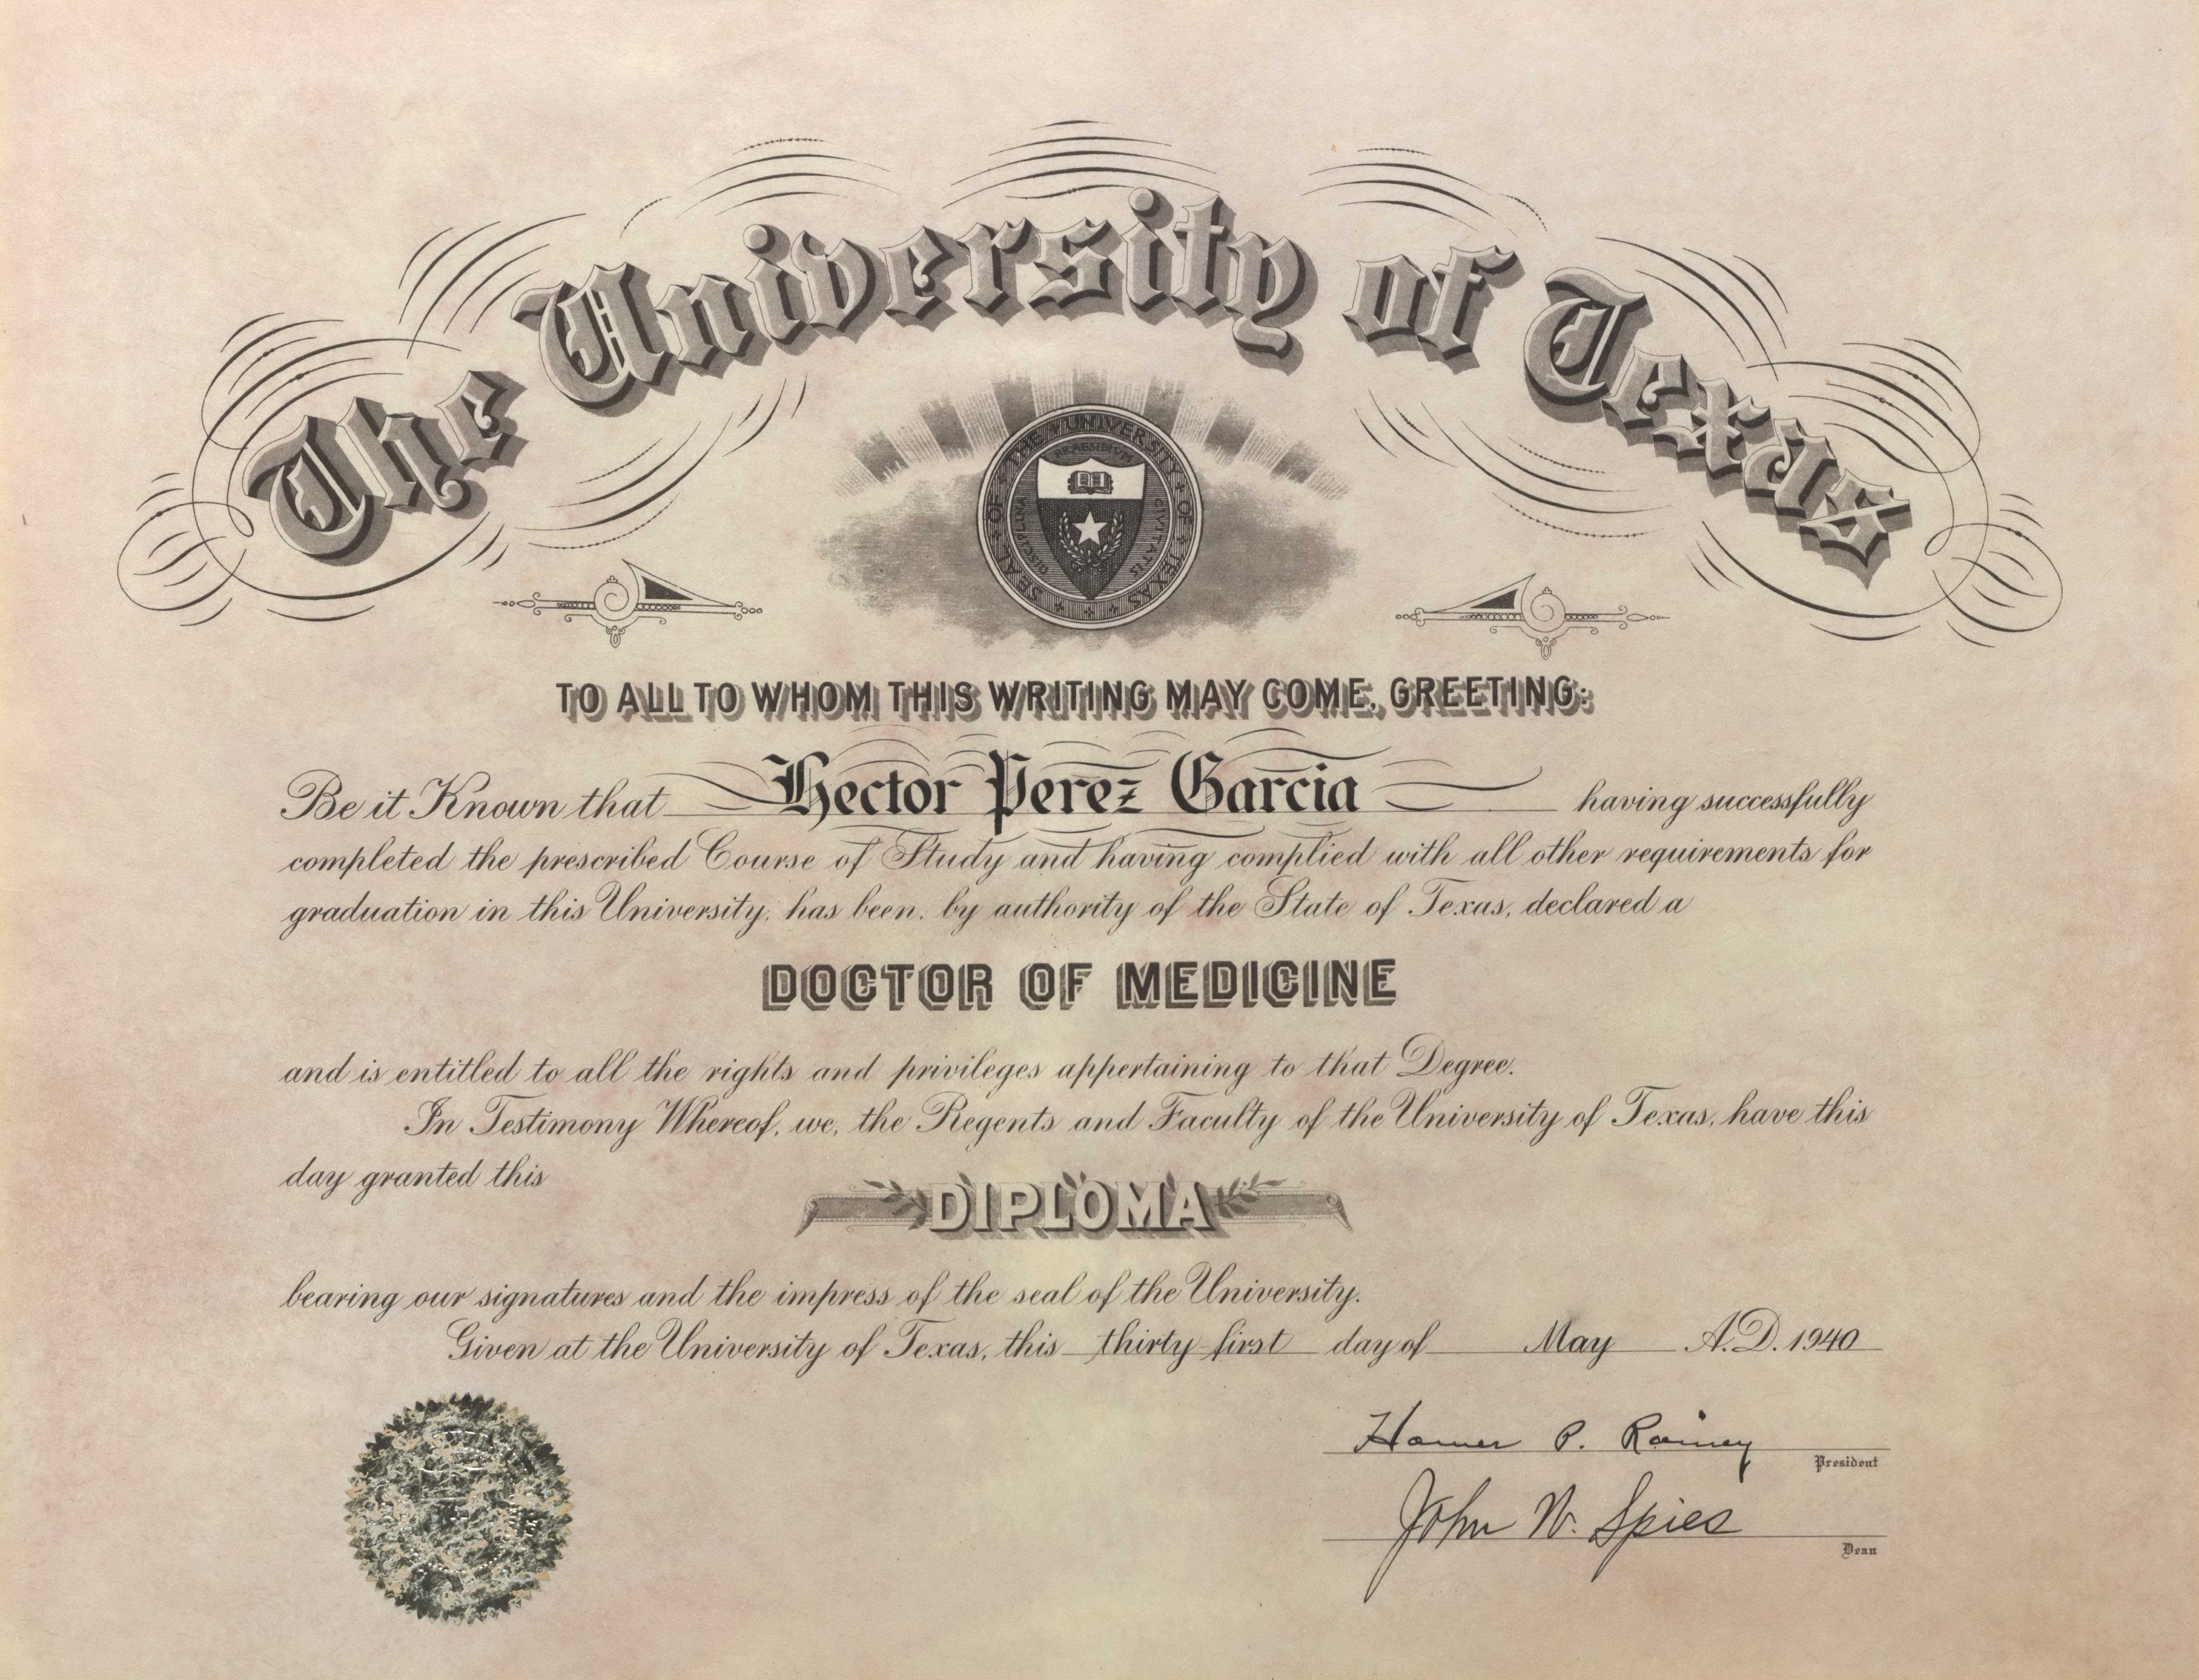 The University of Texas
SEAL OF THE UNIVERSITY OF TEXAS
PRAESIDIUM
DISCIPLINA CIVITATIS
TO ALL TO WHOM THIS WRITING MAY COME, GREETING:
Be it Known that Hector Perez Garcia having successfully
completed the prescribed Course of Study and having complied with all other requirements for
graduation in this University, has been, by authority of the State of Texas, declared a
DOCTOR OF MEDICINE
and is entitled to all the rights and privileges appertaining to that Degree.
In Testimony Whereof, we, the Regents and Faculty of the University of Texas, have this
day granted this
DIPLOMA
bearing our signatures and the impress of the seal of the University.
Given at the University of Texas, this thirty-first day of May A.D. 1940
Homer P. Rainey
President
John W. Spies
Dean